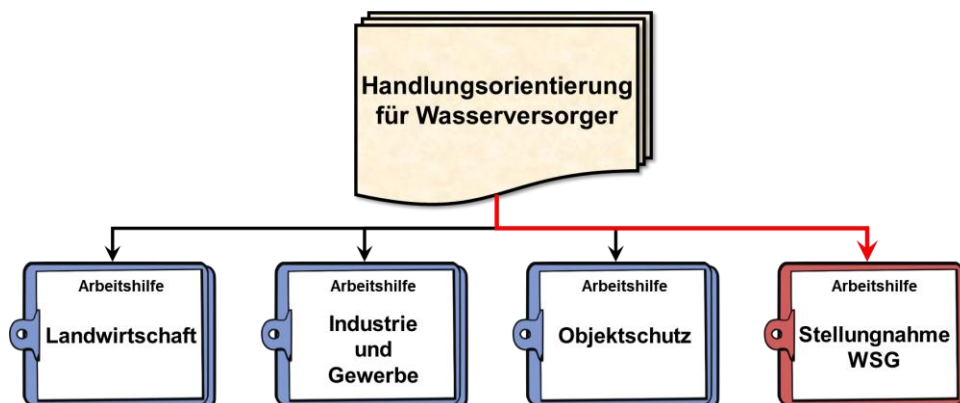 Handlungsorientierung
für Wasserversorger
Arbeitshilfe
Landwirtschaft
Arbeitshilfe
Industrie
und
Gewerbe
Arbeitshilfe
Objektschutz
Arbeitshilfe
Stellungnahme
WSG